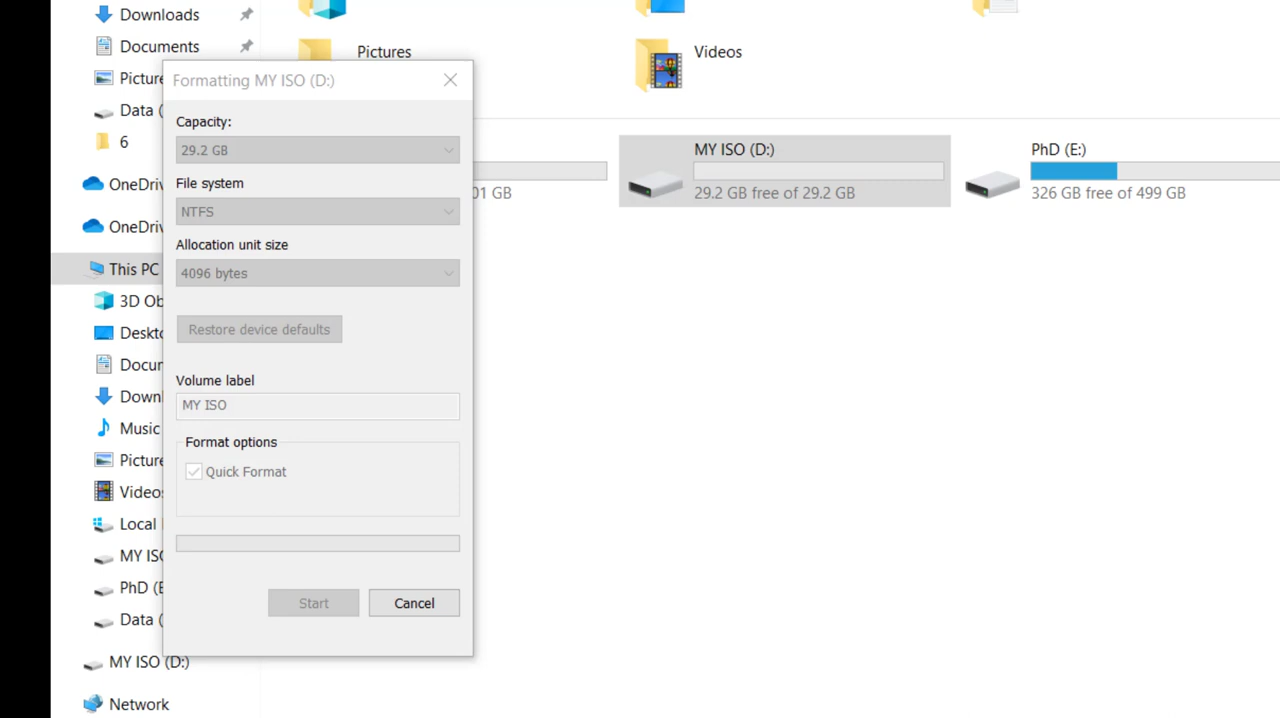 Downloads
Documents
Picture
Data (
6
OneDriv
OneDriv
This PC
3D Ob
Deskto
Docum
Downl
Music
Picture
Videos
Local
MY ISO
PhD (E
Data (
MY ISO (D:)
Network
Formatting MY ISO (D:)
Capacity:
29.2 GB
File system
NTFS
Allocation unit size
4096 bytes
Restore device defaults
Volume label
MY ISO
Format options
Quick Format
Start
Cancel
Pictures
Videos
01 GB
MY ISO (D:)
29.2 GB free of 29.2 GB
PhD (E:)
326 GB free of 499 GB